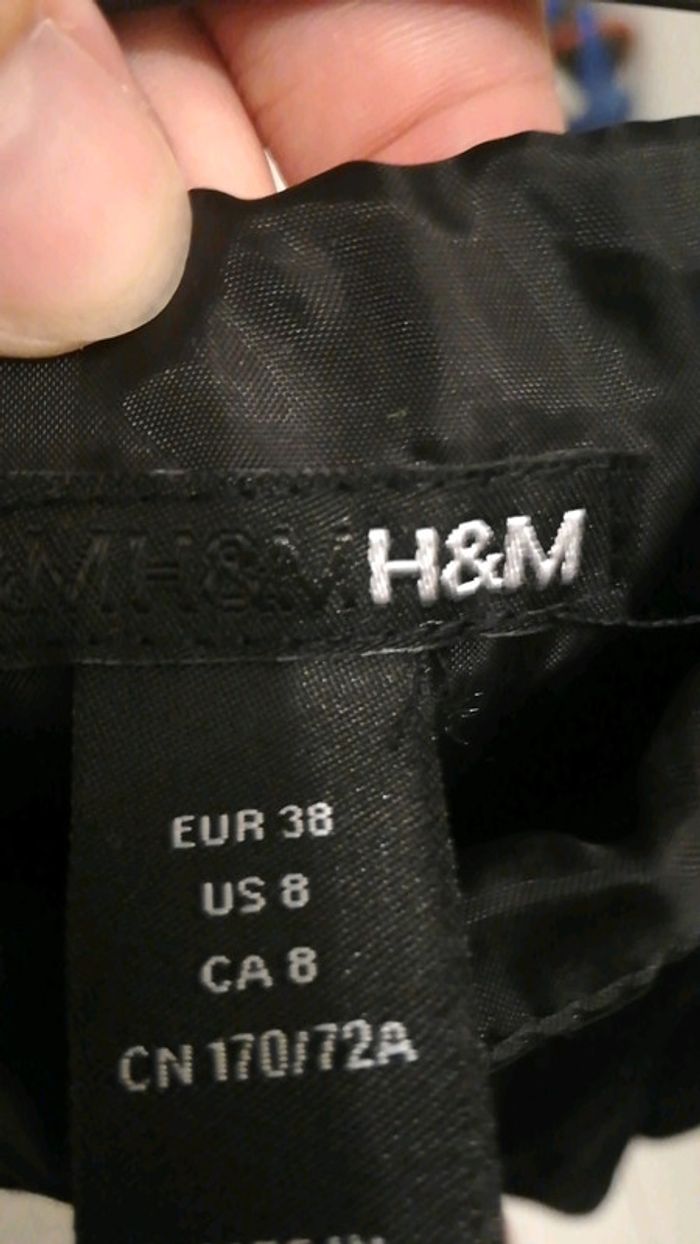 H&M H&M
EUR 38
US 8
CA 8
CN 170/72A